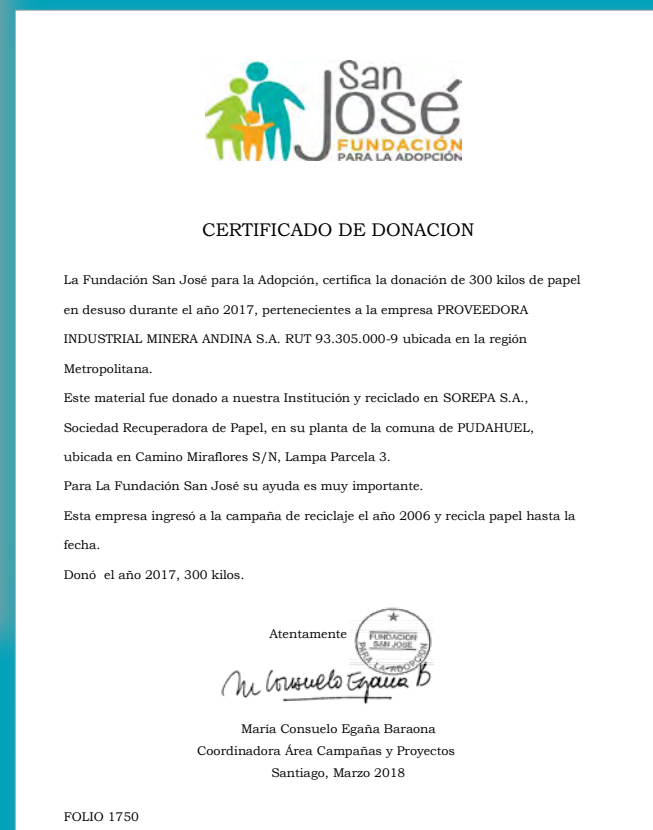 San
José
FUNDACIÓN
PARA LA ADOPCIÓN
CERTIFICADO DE DONACION
La Fundación San José para la Adopción, certifica la donación de 300 kilos de papel
en desuso durante el año 2017, pertenecientes a la empresa PROVEEDORA
INDUSTRIAL MINERA ANDINA S.A. RUT 93.305.000-9 ubicada en la región
Metropolitana.
Este material fue donado a nuestra Institución y reciclado en SOREPA S.A.,
Sociedad Recuperadora de Papel, en su planta de la comuna de PUDAHUEL,
ubicada en Camino Miraflores S/N, Lampa Parcela 3.
Para La Fundación San José su ayuda es muy importante.
Esta empresa ingresó a la campaña de reciclaje el año 2006 y recicla papel hasta la
fecha.
Donó  el año 2017, 300 kilos.
Atentamente
FUNDACION
SAN JOSE
PARA LA ADOPCION
M Consuelo Egaña B
María Consuelo Egaña Baraona
Coordinadora Área Campañas y Proyectos
Santiago, Marzo 2018
FOLIO 1750